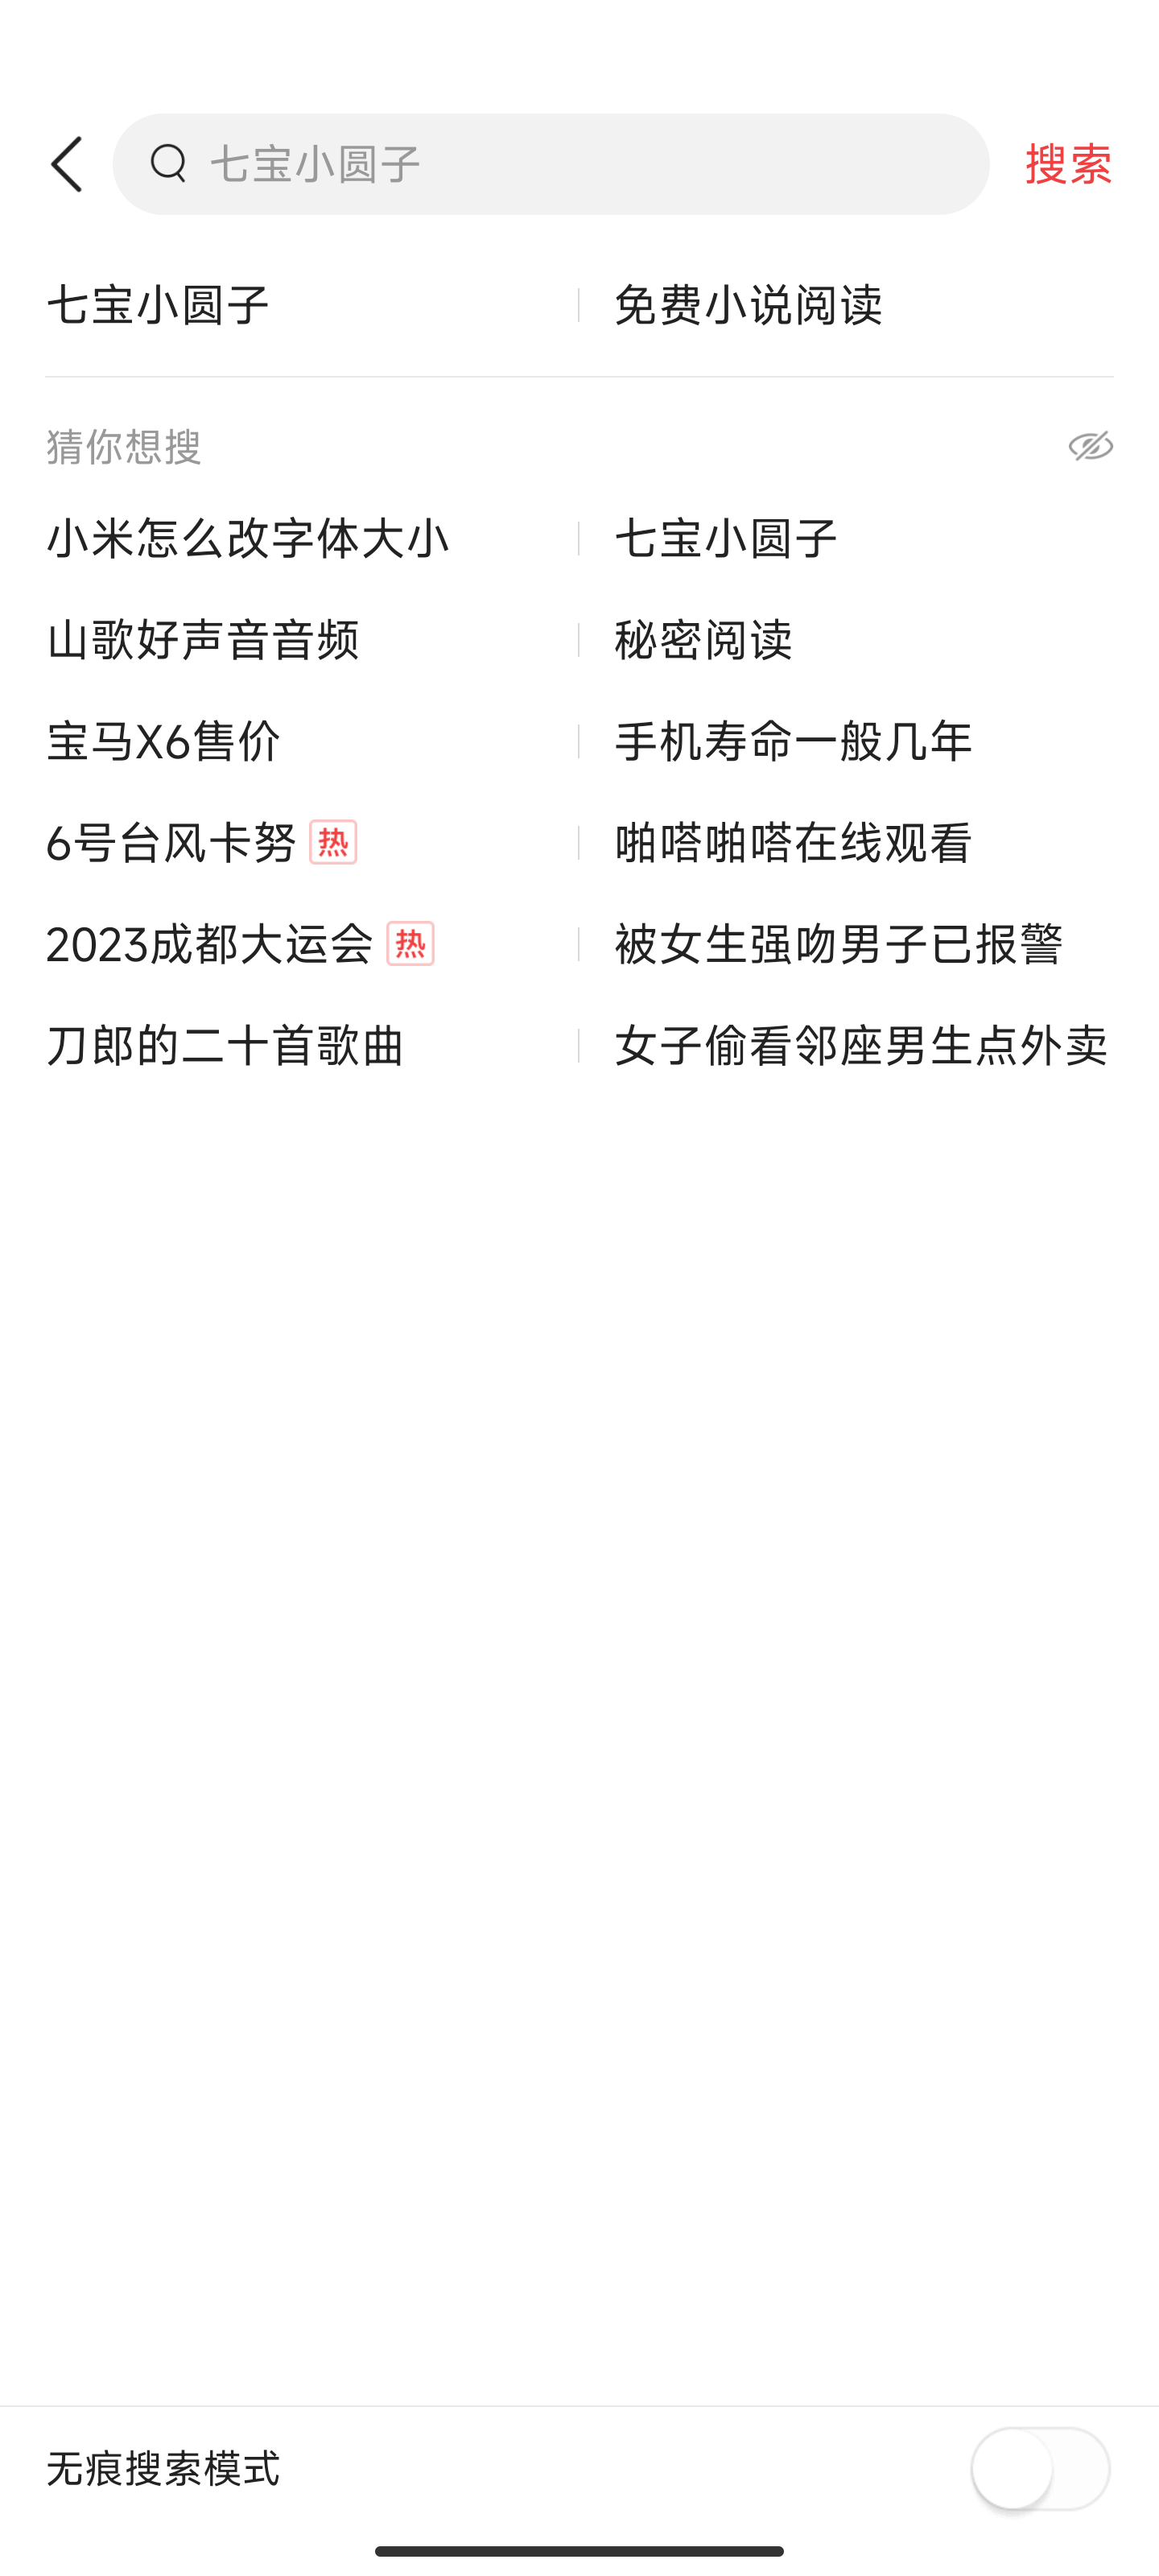 七宝小圆子 搜索
七宝小圆子 免费小说阅读
猜你想搜
小米怎么改字体大小 七宝小圆子
山歌好声音音频 秘密阅读
宝马X6售价 手机寿命一般几年
6号台风卡努 热 啪嗒啪嗒在线观看
2023成都大运会 热 被女生强吻男子已报警
刀郎的二十首歌曲 女子偷看邻座男生点外卖
无痕搜索模式